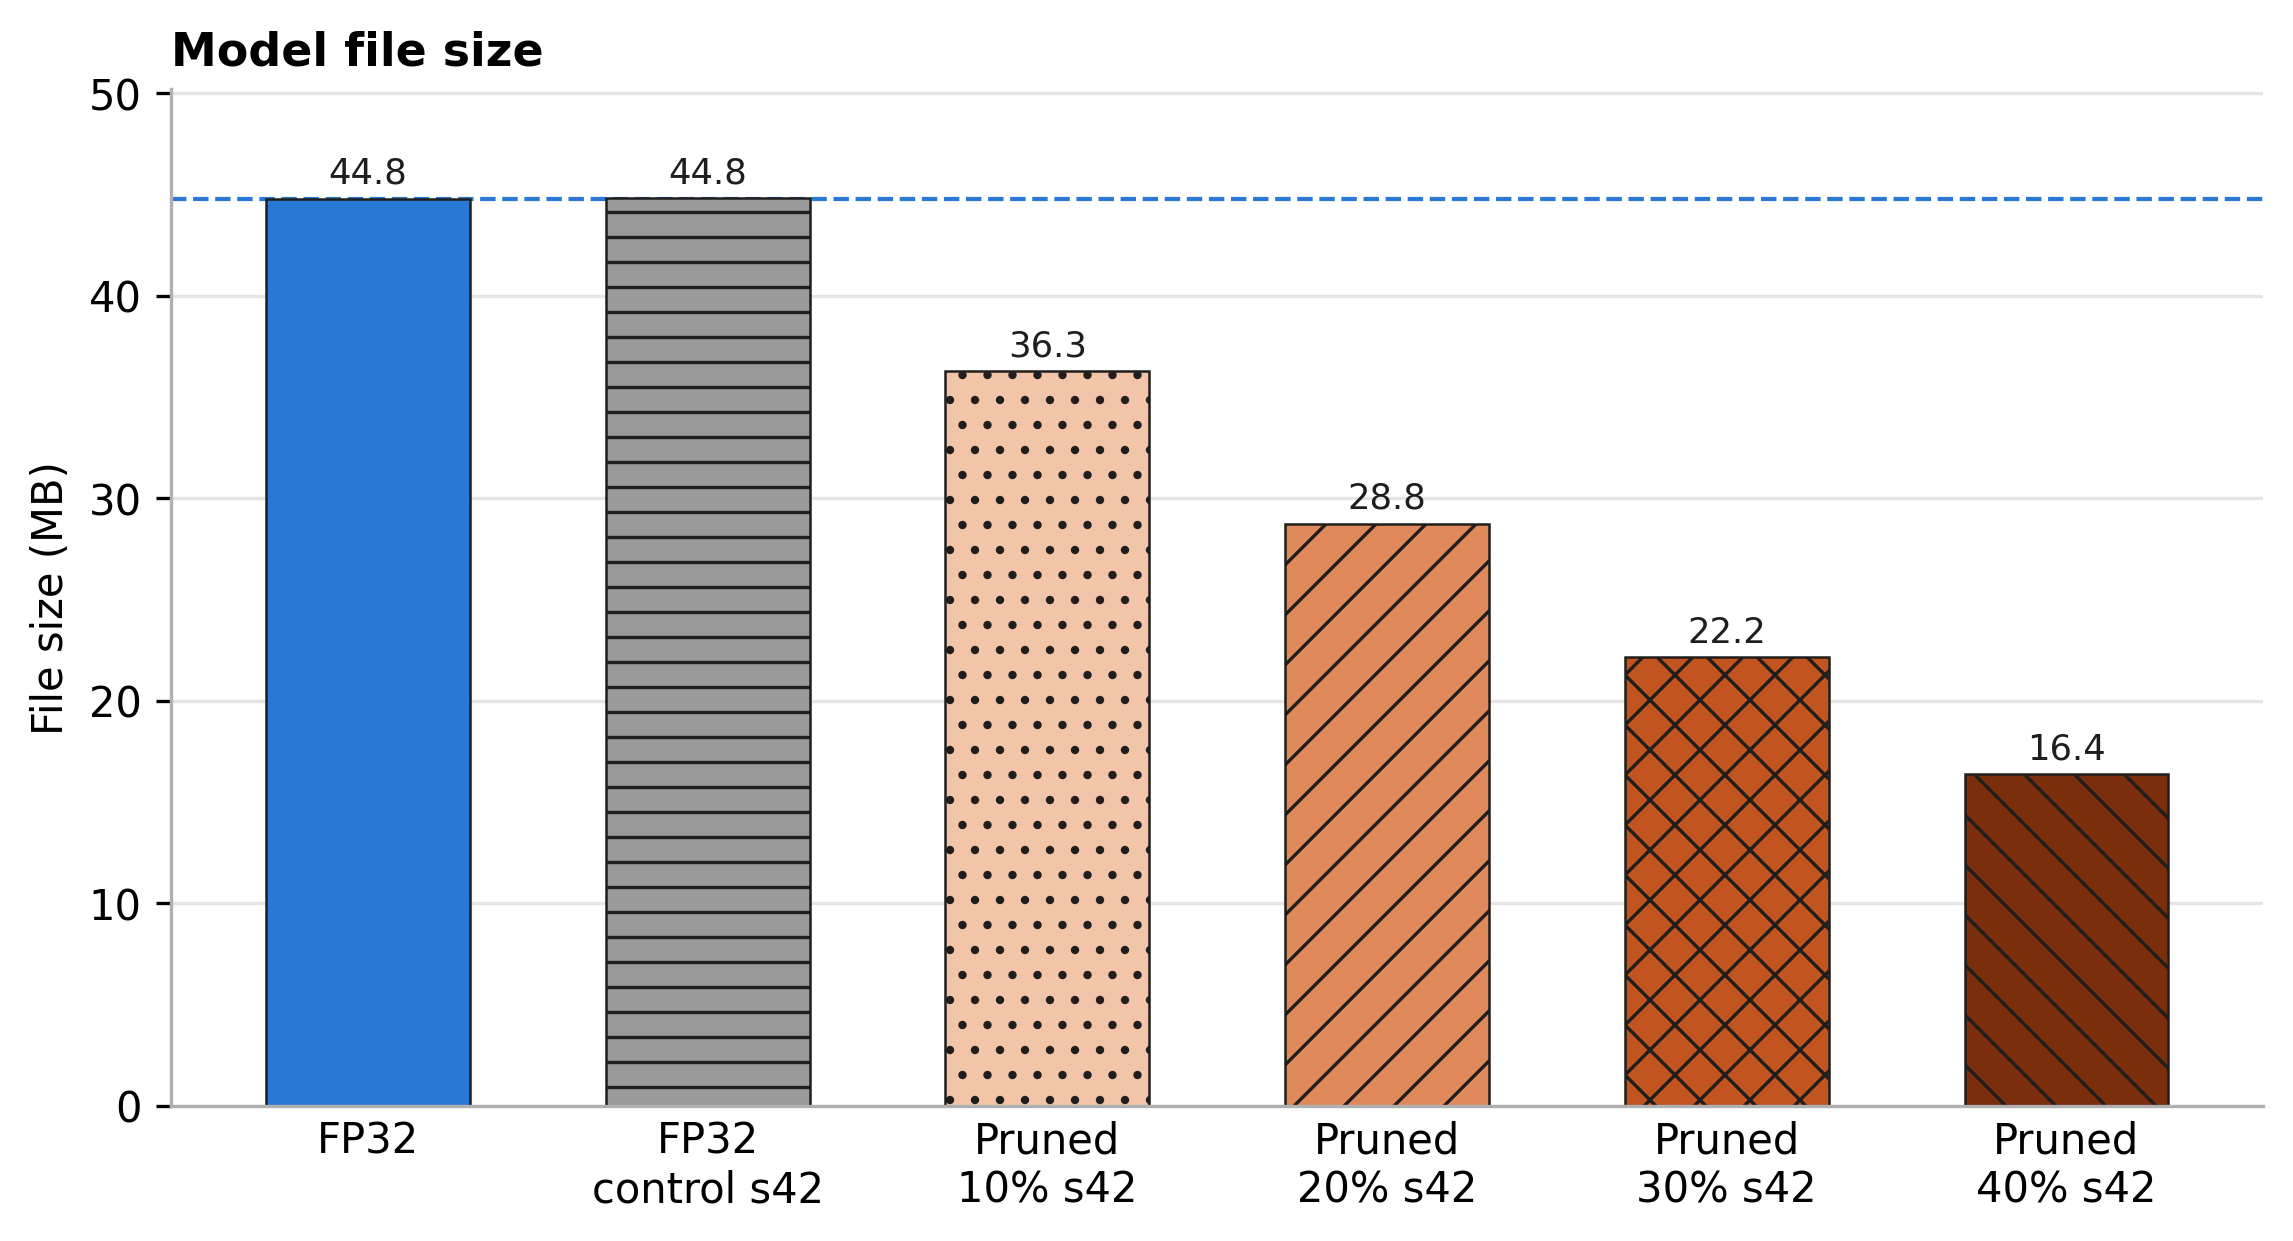 Model file size
50
40
30
20
10
0
File size (MB)
44.8
44.8
36.3
28.8
22.2
16.4
FP32
FP32
control s42
Pruned
10% s42
Pruned
20% s42
Pruned
30% s42
Pruned
40% s42